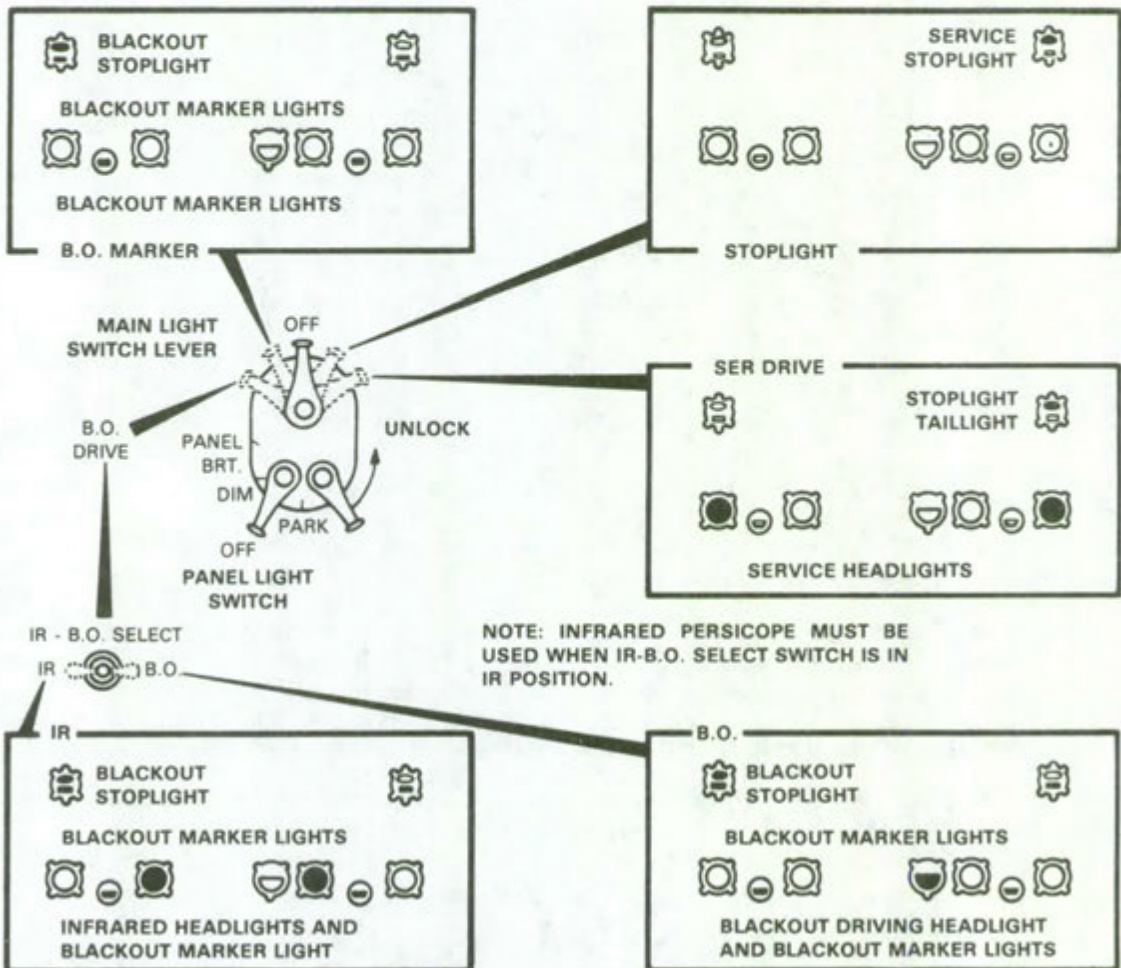 BLACKOUT
STOPLIGHT
BLACKOUT MARKER LIGHTS
BLACKOUT MARKER LIGHTS
B.O. MARKER
SERVICE
STOPLIGHT
STOPLIGHT
MAIN LIGHT
SWITCH LEVER
OFF
B.O.
DRIVE
PANEL
BRT.
DIM
PARK
OFF
UNLOCK
PANEL LIGHT
SWITCH
SER DRIVE
STOPLIGHT
TAILLIGHT
SERVICE HEADLIGHTS
IR - B.O. SELECT
IR
B.O.
NOTE: INFRARED PERSICOPE MUST BE
USED WHEN IR-B.O. SELECT SWITCH IS IN
IR POSITION.
IR
BLACKOUT
STOPLIGHT
BLACKOUT MARKER LIGHTS
INFRARED HEADLIGHTS AND
BLACKOUT MARKER LIGHT
B.O.
BLACKOUT
STOPLIGHT
BLACKOUT MARKER LIGHTS
BLACKOUT DRIVING HEADLIGHT
AND BLACKOUT MARKER LIGHTS